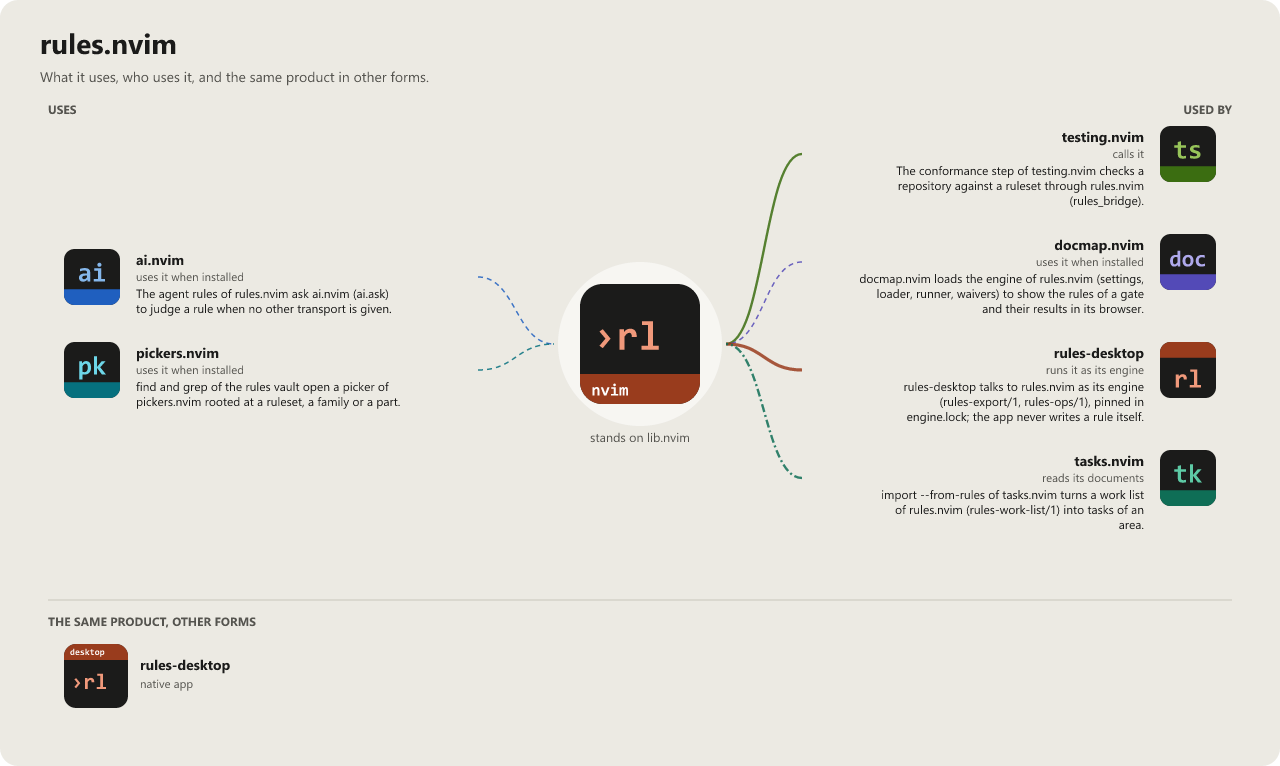 rules.nvim
What it uses, who uses it, and the same product in other forms.
USES
USED BY
ai
ai.nvim
uses it when installed
The agent rules of rules.nvim ask ai.nvim (ai.ask)
to judge a rule when no other transport is given.
pk
pickers.nvim
uses it when installed
find and grep of the rules vault open a picker of
pickers.nvim rooted at a ruleset, a family or a part.
›rl
nvim
stands on lib.nvim
testing.nvim
calls it
The conformance step of testing.nvim checks a
repository against a ruleset through rules.nvim
(rules_bridge).
ts
docmap.nvim
uses it when installed
docmap.nvim loads the engine of rules.nvim (settings,
loader, runner, waivers) to show the rules of a gate
and their results in its browser.
doc
rules-desktop
runs it as its engine
rules-desktop talks to rules.nvim as its engine
(rules-export/1, rules-ops/1), pinned in
engine.lock; the app never writes a rule itself.
rl
tasks.nvim
reads its documents
import --from-rules of tasks.nvim turns a work list
of rules.nvim (rules-work-list/1) into tasks of an
area.
tk
THE SAME PRODUCT, OTHER FORMS
desktop
›rl
rules-desktop
native app